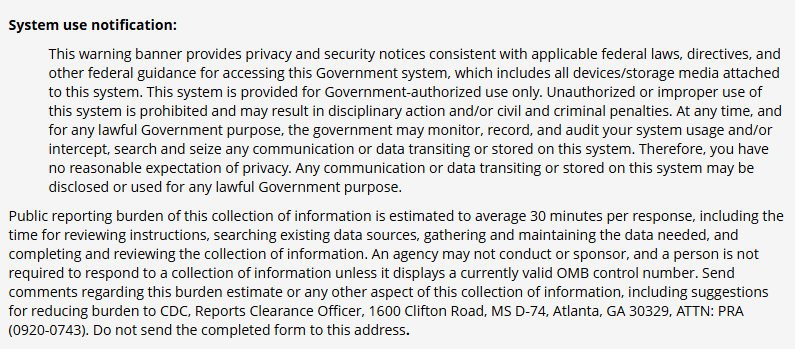 System use notification:
This warning banner provides privacy and security notices consistent with applicable federal laws, directives, and
other federal guidance for accessing this Government system, which includes all devices/storage media attached
to this system. This system is provided for Government-authorized use only. Unauthorized or improper use of
this system is prohibited and may result in disciplinary action and/or civil and criminal penalties. At any time, and
for any lawful Government purpose, the government may monitor, record, and audit your system usage and/or
intercept, search and seize any communication or data transiting or stored on this system. Therefore, you have
no reasonable expectation of privacy. Any communication or data transiting or stored on this system may be
disclosed or used for any lawful Government purpose.
Public reporting burden of this collection of information is estimated to average 30 minutes per response, including the
time for reviewing instructions, searching existing data sources, gathering and maintaining the data needed, and
completing and reviewing the collection of information. An agency may not conduct or sponsor, and a person is not
required to respond to a collection of information unless it displays a currently valid OMB control number. Send
comments regarding this burden estimate or any other aspect of this collection of information, including suggestions
for reducing burden to CDC, Reports Clearance Officer, 1600 Clifton Road, MS D-74, Atlanta, GA 30329, ATTN: PRA
(0920-0743). Do not send the completed form to this address.